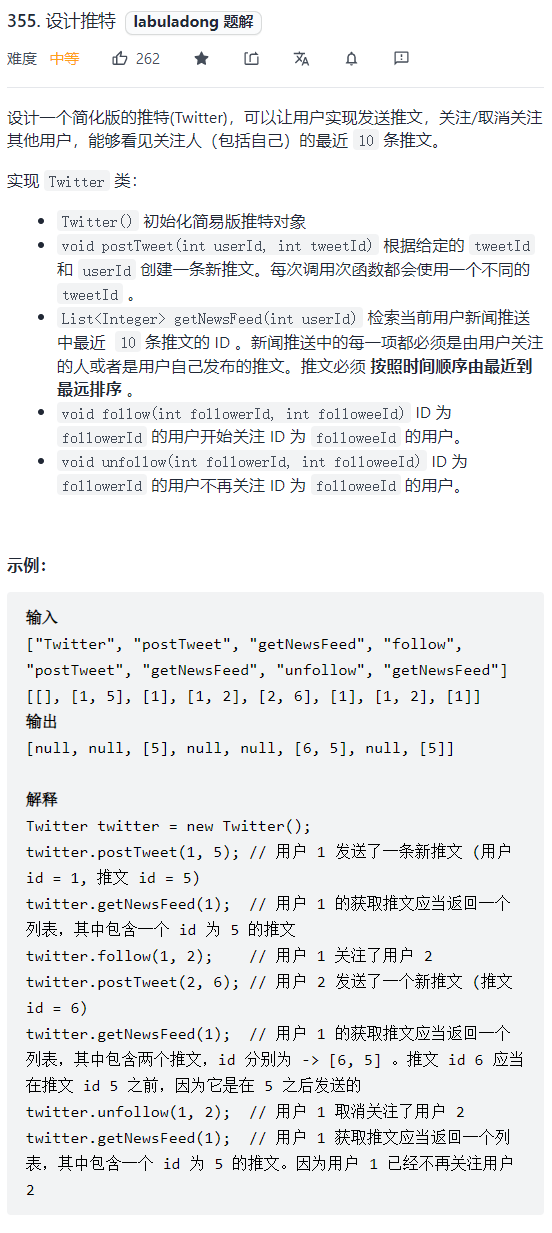 355. 设计推特 labuladong 题解
难度 中等 262
设计一个简化版的推特(Twitter)，可以让用户实现发送推文，关注/取消关注
其他用户，能够看见关注人（包括自己）的最近 10 条推文。
实现 Twitter 类：
Twitter() 初始化简易版推特对象
void postTweet(int userId, int tweetId) 根据给定的 tweetId
和 userId 创建一条新推文。每次调用次函数都会使用一个不同的
tweetId 。
List<Integer> getNewsFeed(int userId) 检索当前用户新闻推送
中最近 10 条推文的 ID 。新闻推送中的每一项都必须是由用户关注
的人或者是用户自己发布的推文。推文必须 按照时间顺序由最近到
最远排序 。
void follow(int followerId, int followeeId) ID 为
followerId 的用户开始关注 ID 为 followeeId 的用户。
void unfollow(int followerId, int followeeId) ID 为
followerId 的用户不再关注 ID 为 followeeId 的用户。
示例：
输入
["Twitter", "postTweet", "getNewsFeed", "follow",
"postTweet", "getNewsFeed", "unfollow", "getNewsFeed"]
[[], [1, 5], [1], [1, 2], [2, 6], [1], [1, 2], [1]]
输出
[null, null, [5], null, null, [6, 5], null, [5]]
解释
Twitter twitter = new Twitter();
twitter.postTweet(1, 5); // 用户 1 发送了一条新推文 (用户
id = 1, 推文 id = 5)
twitter.getNewsFeed(1); // 用户 1 的获取推文应当返回一个
列表，其中包含一个 id 为 5 的推文
twitter.follow(1, 2); // 用户 1 关注了用户 2
twitter.postTweet(2, 6); // 用户 2 发送了一个新推文 (推文
id = 6)
twitter.getNewsFeed(1); // 用户 1 的获取推文应当返回一个
列表，其中包含两个推文，id 分别为 -> [6, 5] 。推文 id 6 应当
在推文 id 5 之前，因为它是在 5 之后发送的
twitter.unfollow(1, 2); // 用户 1 取消关注了用户 2
twitter.getNewsFeed(1); // 用户 1 获取推文应当返回一个列
表，其中包含一个 id 为 5 的推文。因为用户 1 已经不再关注用户
2